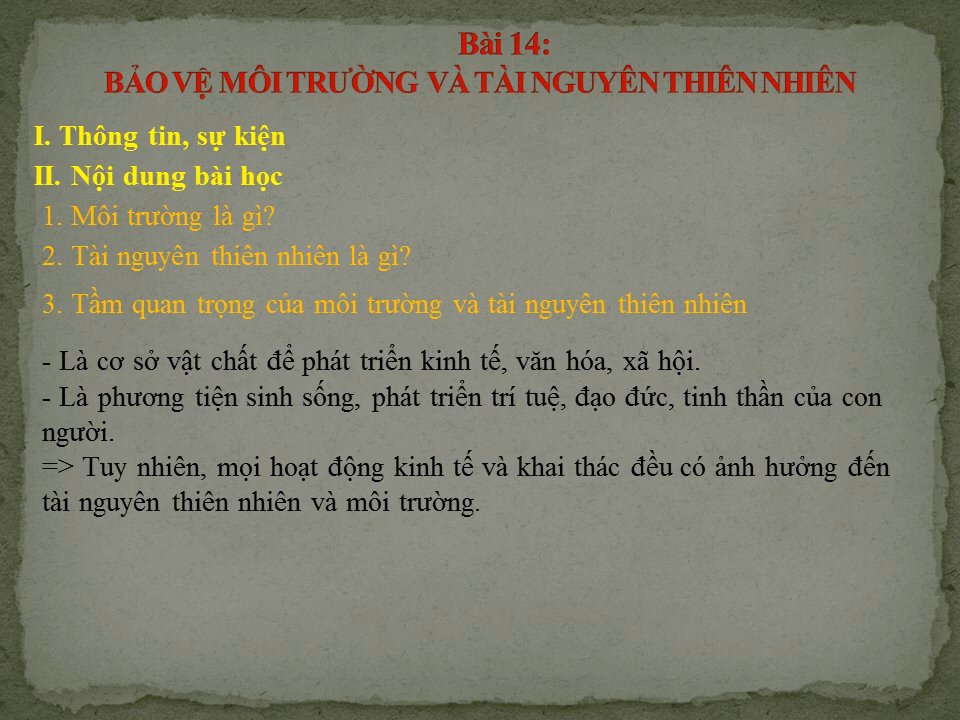 Bài 14:
BẢO VỆ MÔI TRƯỜNG VÀ TÀI NGUYÊN THIÊN NHIÊN
I. Thông tin, sự kiện
II. Nội dung bài học
1. Môi trường là gì?
2. Tài nguyên thiên nhiên là gì?
3. Tầm quan trọng của môi trường và tài nguyên thiên nhiên
- Là cơ sở vật chất để phát triển kinh tế, văn hóa, xã hội.
- Là phương tiện sinh sống, phát triển trí tuệ, đạo đức, tinh thần của con
người.
=> Tuy nhiên, mọi hoạt động kinh tế và khai thác đều có ảnh hưởng đến
tài nguyên thiên nhiên và môi trường.